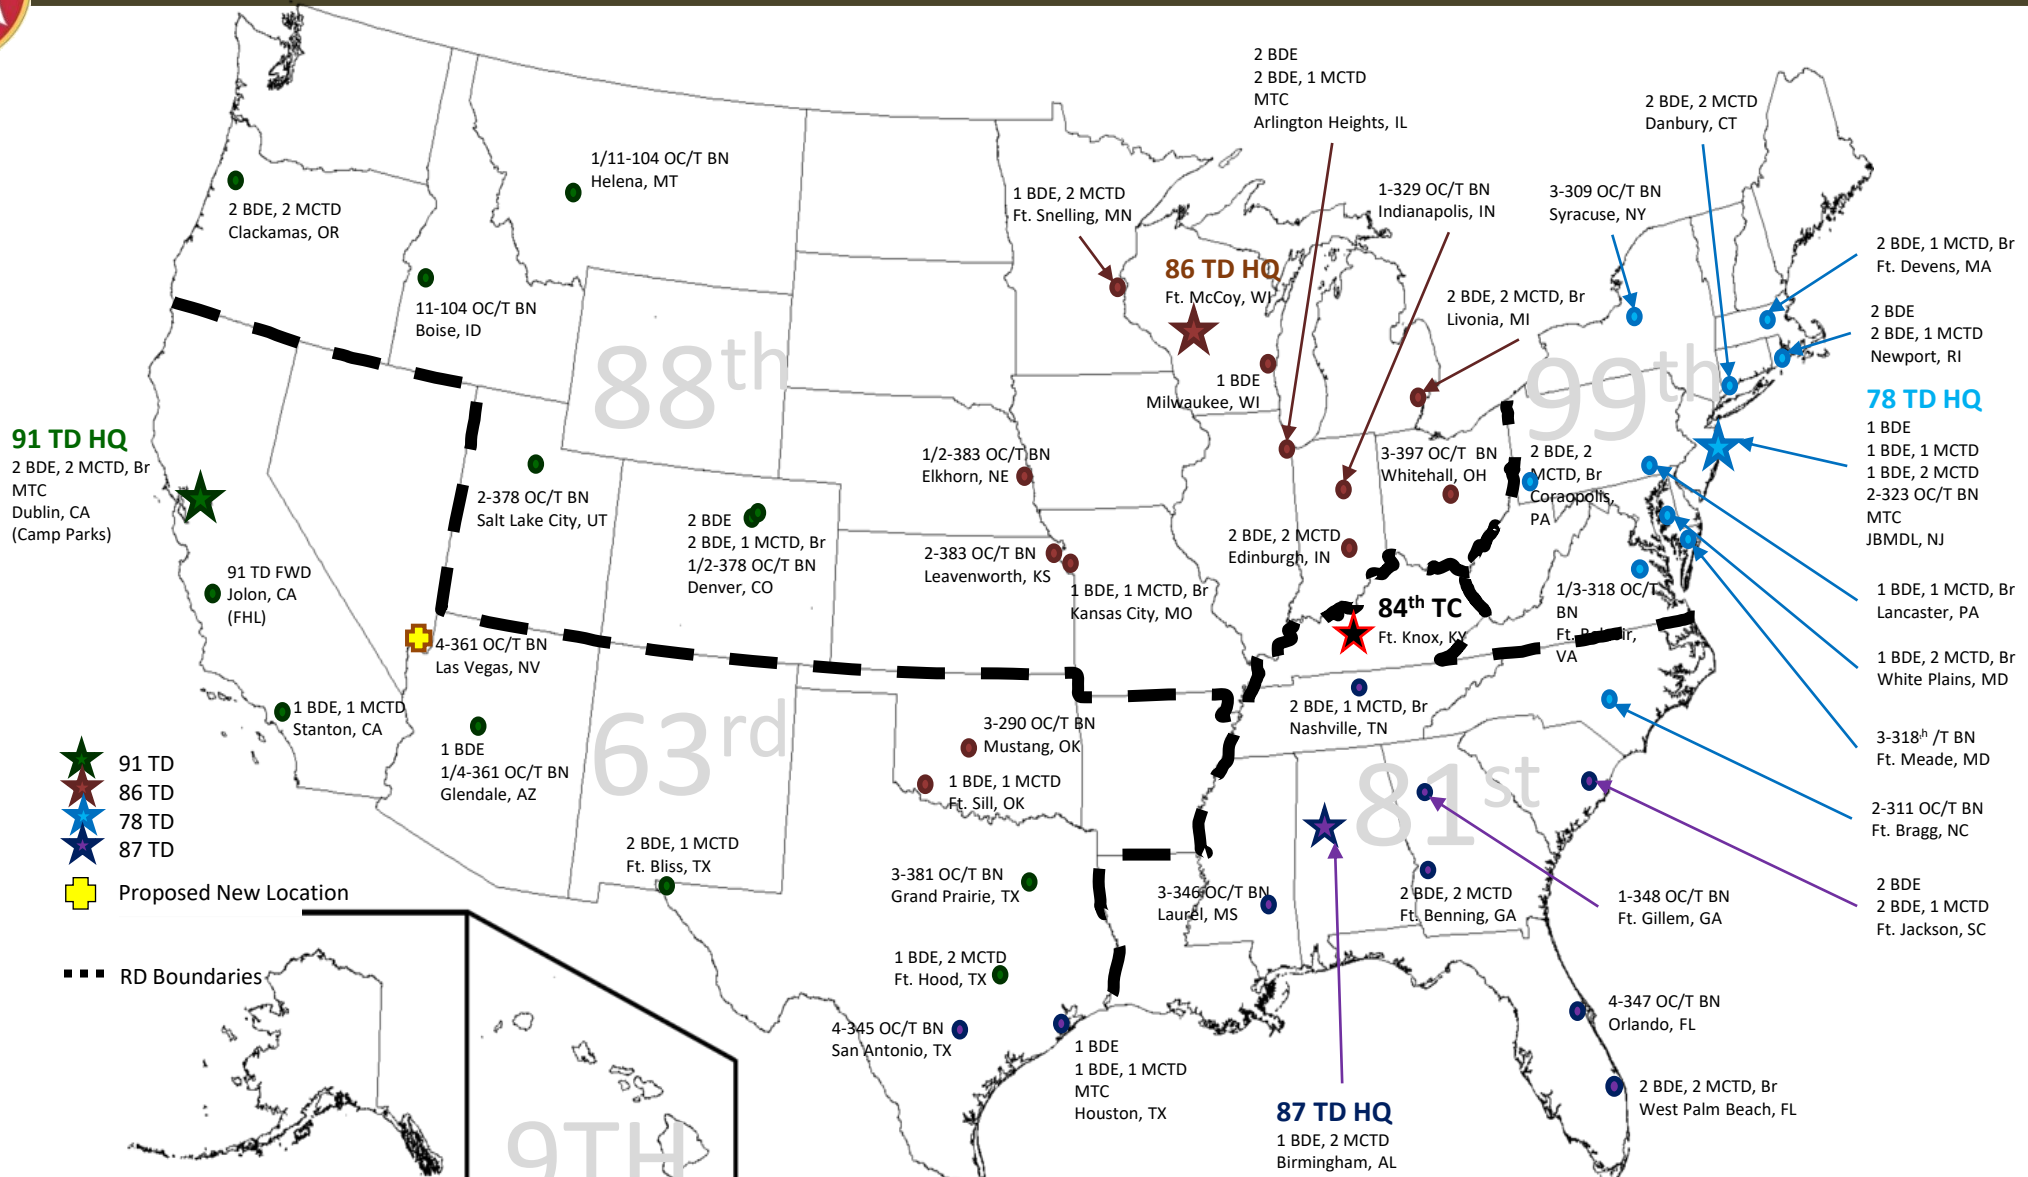 2 BDE
2 BDE, 1 MCTD
MTC
Arlington Heights, IL
2 BDE, 2 MCTD
Danbury, CT
1/11-104 OC/T BN
Helena, MT
1 BDE, 2 MCTD
Ft. Snelling, MN
1-329 OC/T BN
Indianapolis, IN
3-309 OC/T BN
Syracuse, NY
2 BDE, 2 MCTD
Clackamas, OR
2 BDE, 1 MCTD, Br
Ft. Devens, MA
86 TD HQ
Ft. McCoy, WI
11-104 OC/T BN
Boise, ID
2 BDE, 2 MCTD, Br
Livonia, MI
2 BDE
2 BDE, 1 MCTD
Newport, RI
88th
99th
1 BDE
Milwaukee, WI
78 TD HQ
1 BDE
1 BDE, 1 MCTD
1 BDE, 2 MCTD
2-323 OC/T BN
MTC
JBMDL, NJ
91 TD HQ
2 BDE, 2 MCTD, Br
MTC
Dublin, CA
(Camp Parks)
1/2-383 OC/T BN
Elkhorn, NE
3-397 OC/T BN
Whitehall, OH
2 BDE, 2
MCTD, Br
Coraopolis,
PA
2-378 OC/T BN
Salt Lake City, UT
2 BDE
2 BDE, 1 MCTD, Br
1/2-378 OC/T BN
Denver, CO
2-383 OC/T BN
Leavenworth, KS
2 BDE, 2 MCTD
Edinburgh, IN
91 TD FWD
Jolon, CA
(FHL)
1 BDE, 1 MCTD, Br
Kansas City, MO
84th TC
Ft. Knox, KY
1/3-318 OC/T
BN
Ft. Belvoir,
VA
1 BDE, 1 MCTD, Br
Lancaster, PA
4-361 OC/T BN
Las Vegas, NV
1 BDE, 2 MCTD, Br
White Plains, MD
1 BDE, 1 MCTD
Stanton, CA
2 BDE, 1 MCTD, Br
Nashville, TN
63rd
3-290 OC/T BN
Mustang, OK
3-318th /T BN
Ft. Meade, MD
1 BDE
1/4-361 OC/T BN
Glendale, AZ
1 BDE, 1 MCTD
Ft. Sill, OK
81st
2-311 OC/T BN
Ft. Bragg, NC
91 TD
86 TD
78 TD
87 TD
Proposed New Location
RD Boundaries
2 BDE, 1 MCTD
Ft. Bliss, TX
3-381 OC/T BN
Grand Prairie, TX
3-346 OC/T BN
Laurel, MS
2 BDE, 2 MCTD
Ft. Benning, GA
1-348 OC/T BN
Ft. Gillem, GA
2 BDE
2 BDE, 1 MCTD
Ft. Jackson, SC
1 BDE, 2 MCTD
Ft. Hood, TX
4-345 OC/T BN
San Antonio, TX
4-347 OC/T BN
Orlando, FL
1 BDE
1 BDE, 1 MCTD
MTC
Houston, TX
2 BDE, 2 MCTD, Br
West Palm Beach, FL
87 TD HQ
1 BDE, 2 MCTD
Birmingham, AL
9TH